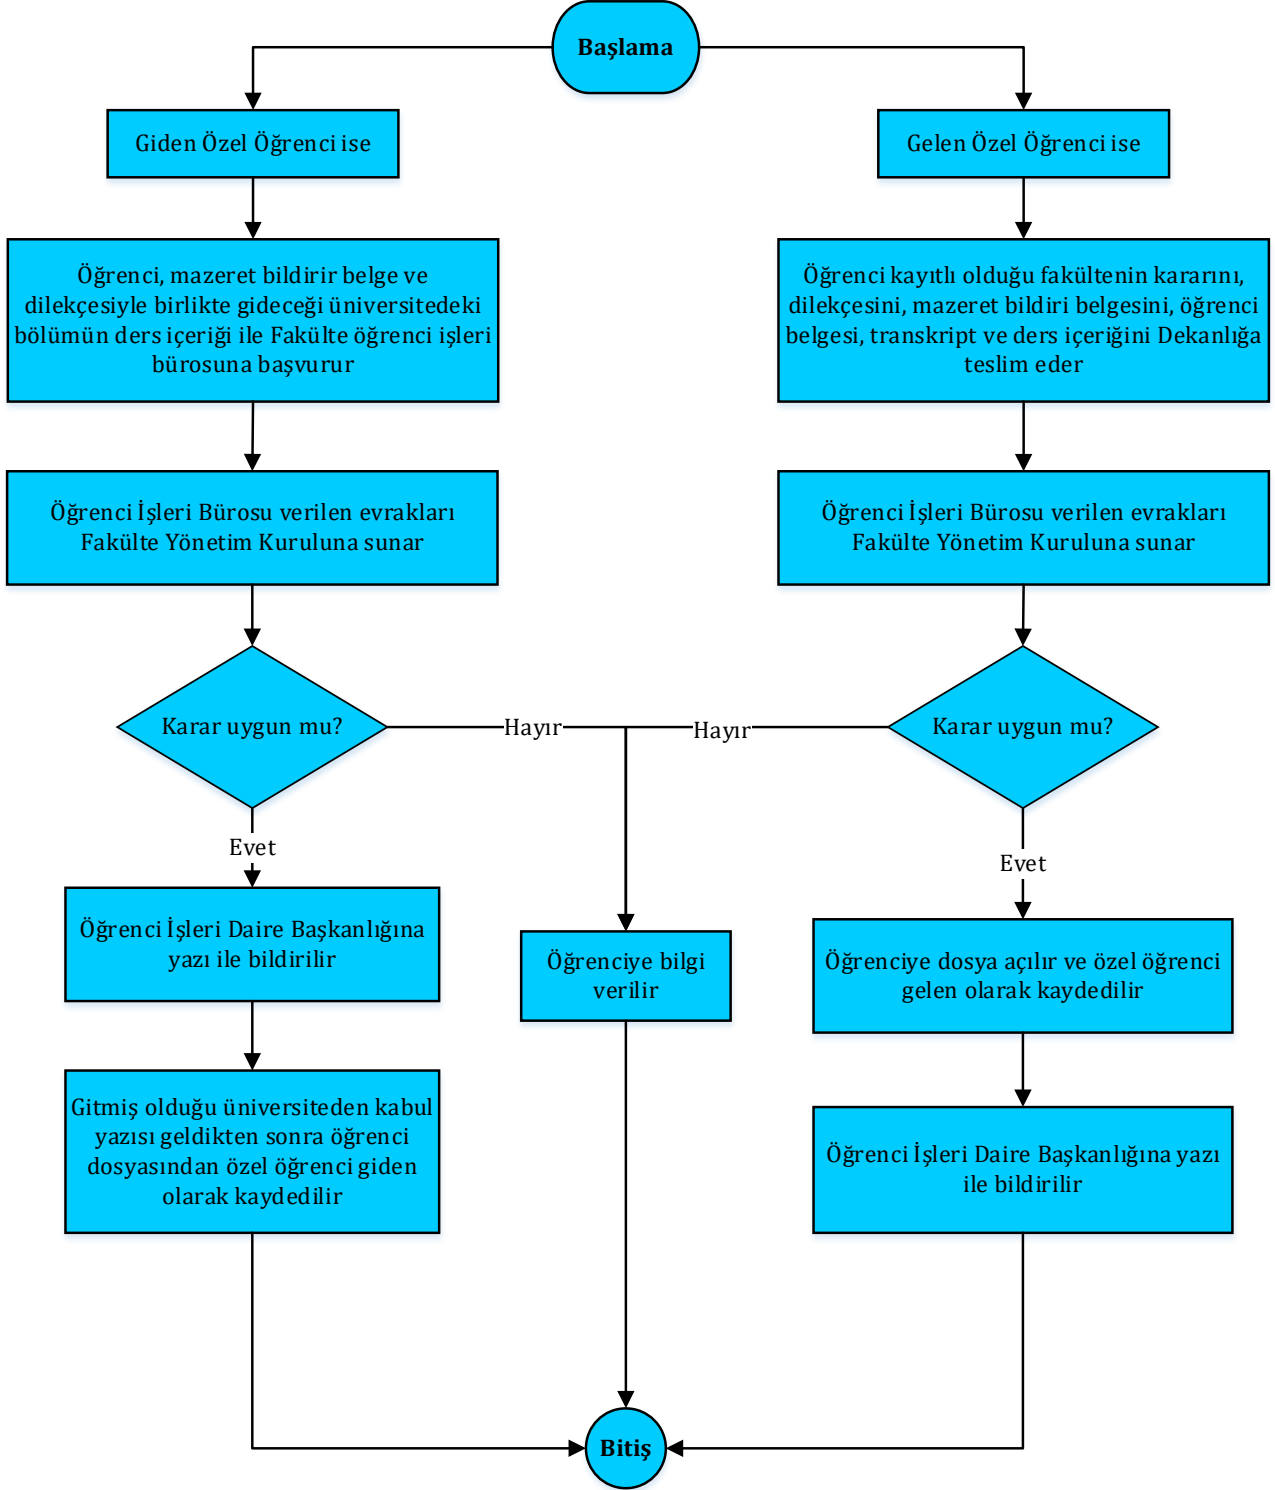 Başlama
Giden Özel Öğrenci ise
Öğrenci, mazeret bildirir belge ve
dilekçesiyle birlikte gideceği üniversitedeki
bölümün ders içeriği ile Fakülte öğrenci işleri
bürosuna başvurur
Öğrenci İşleri Bürosu verilen evrakları
Fakülte Yönetim Kuruluna sunar
Karar uygun mu?
Hayır
Evet
Öğrenci İşleri Daire Başkanlığına
yazı ile bildirilir
Gitmiş olduğu üniversiteden kabul
yazısı geldikten sonra öğrenci
dosyasından özel öğrenci giden
olarak kaydedilir
Öğrenciye bilgi
verilir
Gelen Özel Öğrenci ise
Öğrenci kayıtlı olduğu fakültenin kararını,
dilekçesini, mazeret bildiri belgesini, öğrenci
belgesi, transkript ve ders içeriğini Dekanlığa
teslim eder
Öğrenci İşleri Bürosu verilen evrakları
Fakülte Yönetim Kuruluna sunar
Karar uygun mu?
Hayır
Evet
Öğrenciye dosya açılır ve özel öğrenci
gelen olarak kaydedilir
Öğrenci İşleri Daire Başkanlığına yazı
ile bildirilir
Bitiş